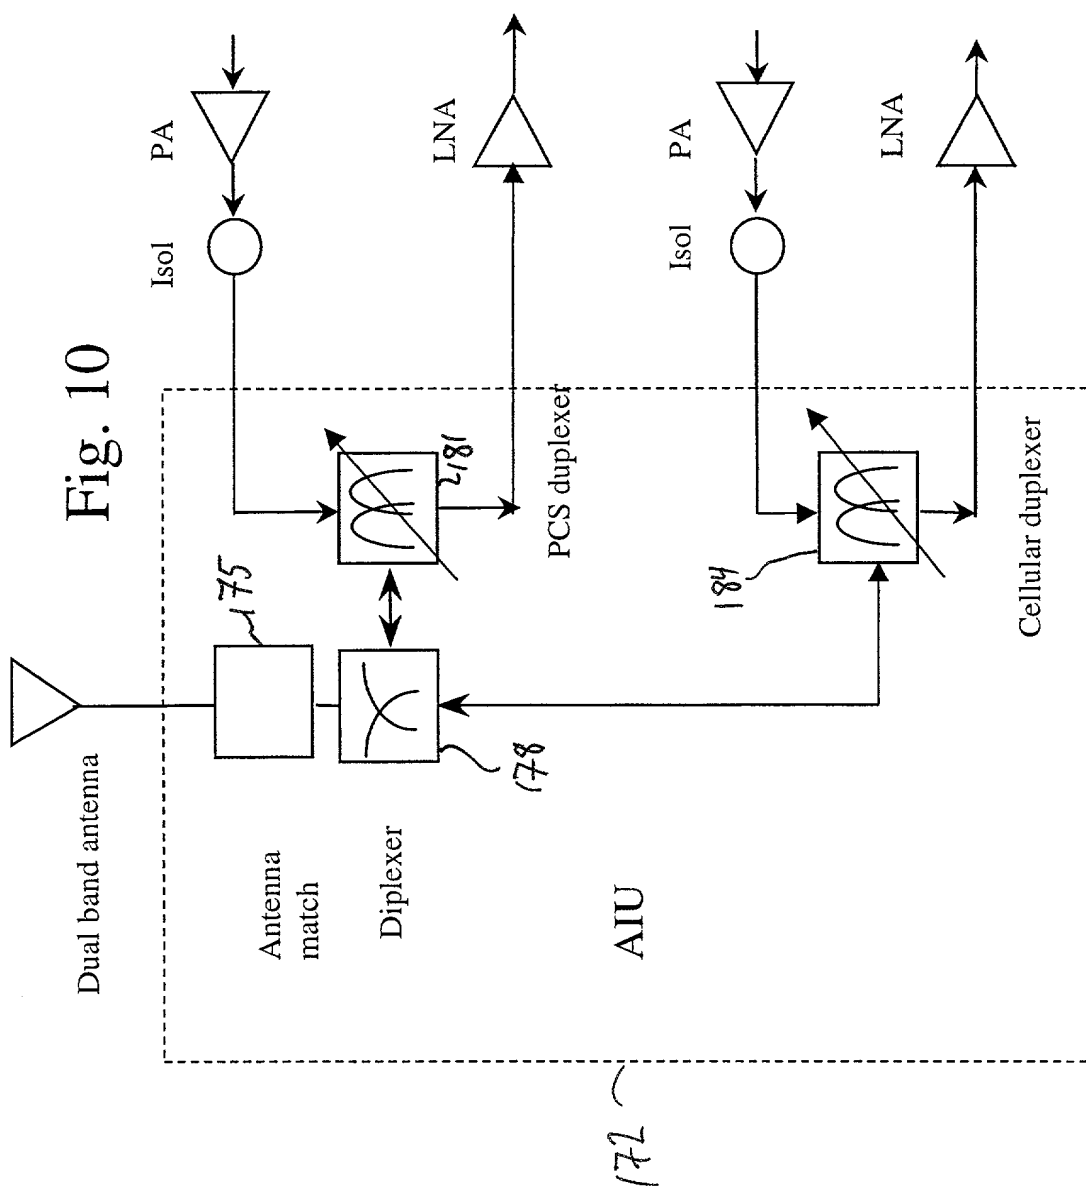 Fig. 10
Dual band antenna
Isol
PA
175
Antenna
match
Diplexer
181
LNA
178
PCS duplexer
172
AIU
Isol
PA
184
LNA
Cellular duplexer